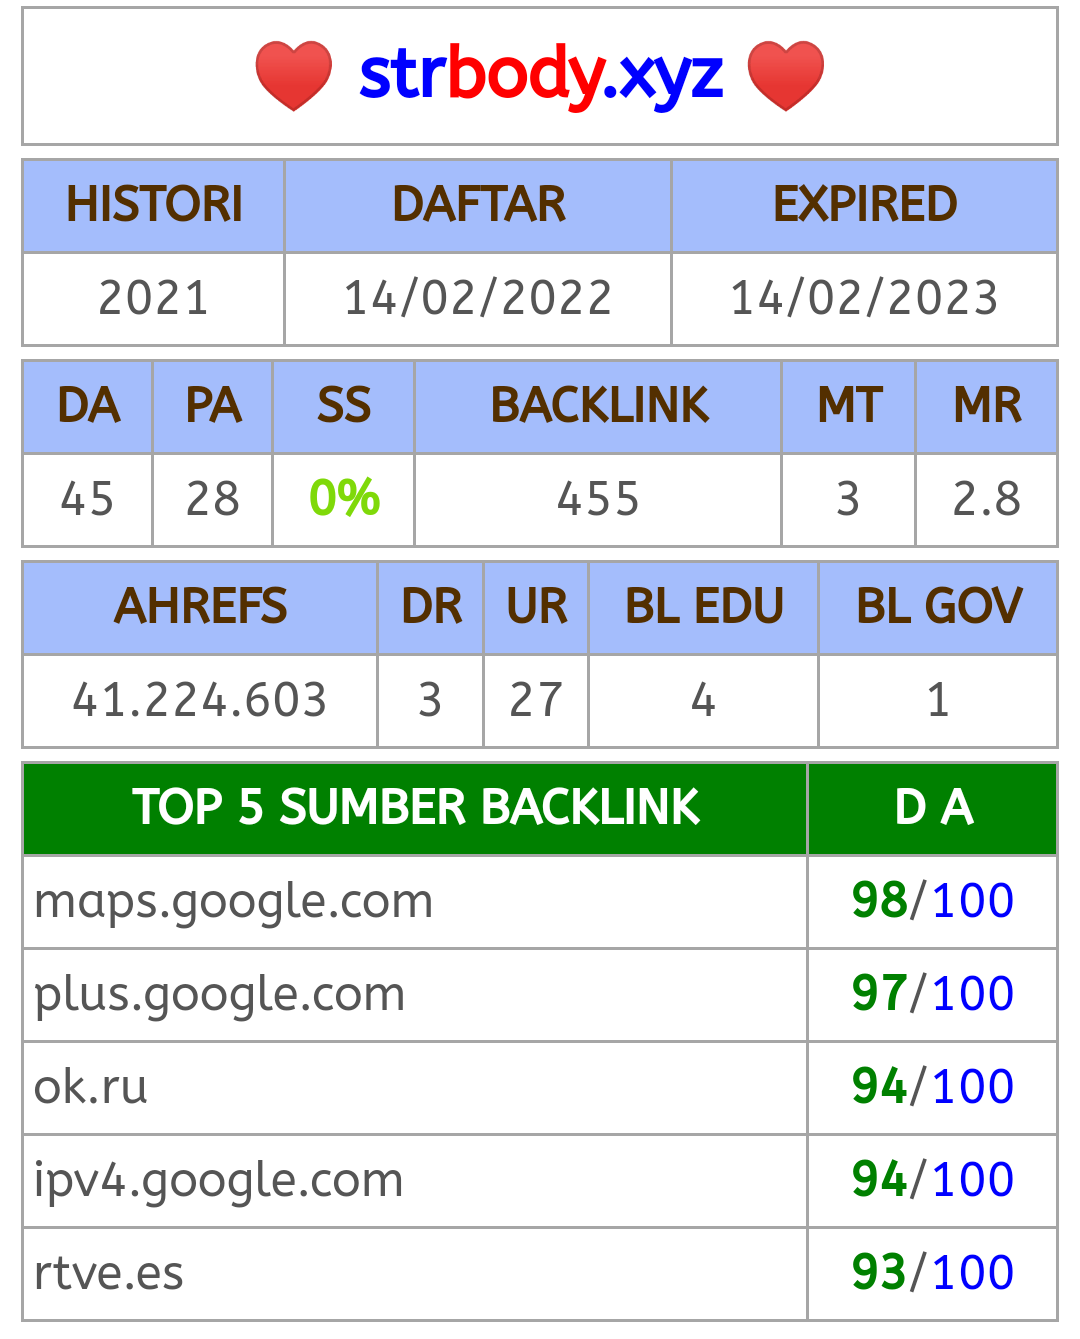 strbody.xyz
HISTORI DAFTAR EXPIRED
2021 14/02/2022 14/02/2023
DA PA SS BACKLINK MT MR
45 28 0% 455 3 2.8
AHREFS DR UR BL EDU BL GOV
41.224.603 3 27 4 1
TOP 5 SUMBER BACKLINK D A
maps.google.com 98/100
plus.google.com 97/100
ok.ru 94/100
ipv4.google.com 94/100
rtve.es 93/100